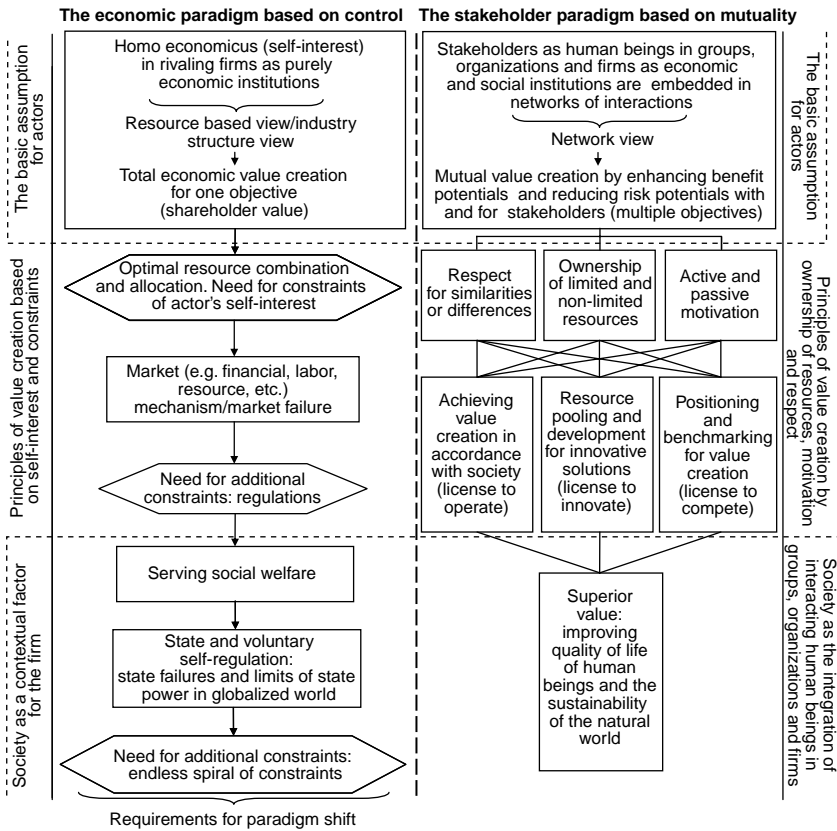 The economic paradigm based on control
The basic assumption
for actors
Homo economicus (self-interest)
in rivaling firms as purely
economic institutions
Resource based view/industry
structure view
Total economic value creation
for one objective
(shareholder value)
Principles of value creation based
on self-interest and constraints
Optimal resource combination
and allocation. Need for constraints
of actor's self-interest
Market (e.g. financial, labor,
resource, etc.)
mechanism/market failure
Need for additional
constraints: regulations
Society as a contextual factor
for the firm
Serving social welfare
State and voluntary
self-regulation:
state failures and limits of state
power in globalized world
Need for additional constraints:
endless spiral of constraints
Requirements for paradigm shift
The stakeholder paradigm based on mutuality
Stakeholders as human beings in groups,
organizations and firms as economic
and social institutions are embedded in
networks of interactions
Network view
Mutual value creation by enhancing benefit
potentials and reducing risk potentials with
and for stakeholders (multiple objectives)
The basic assumption
for actors
Respect
for similarities
or differences
Ownership
of limited and
non-limited
resources
Active and
passive
motivation
Achieving
value
creation in
accordance
with society
(license to
operate)
Resource
pooling and
development
for innovative
solutions
(license to
innovate)
Positioning and
benchmarking
for value
creation
(license to
compete)
Principles of value creation by
ownership of resources, motivation
and respect
Superior
value:
improving
quality of life
of human
beings and the
sustainability
of the natural
world
Society as the integration of
interacting human beings in
groups, organizations and firms